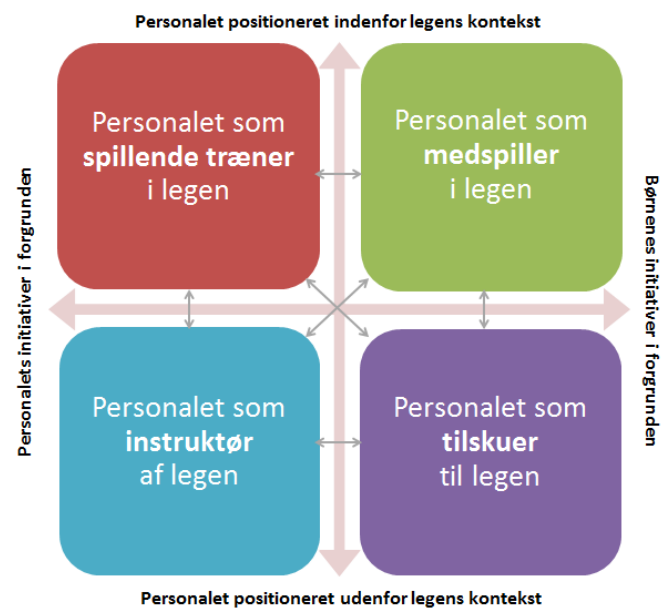 Personalet positioneret indenfor legens kontekst
Personalet som
spillende træner
i legen
Personalet som
medspiller
i legen
Personalets initiativer i forgrunden
Børnenes initiativer i forgrunden
Personalet som
instruktør
af legen
Personalet som
tilskuer
til legen
Personalet positioneret udenfor legens kontekst